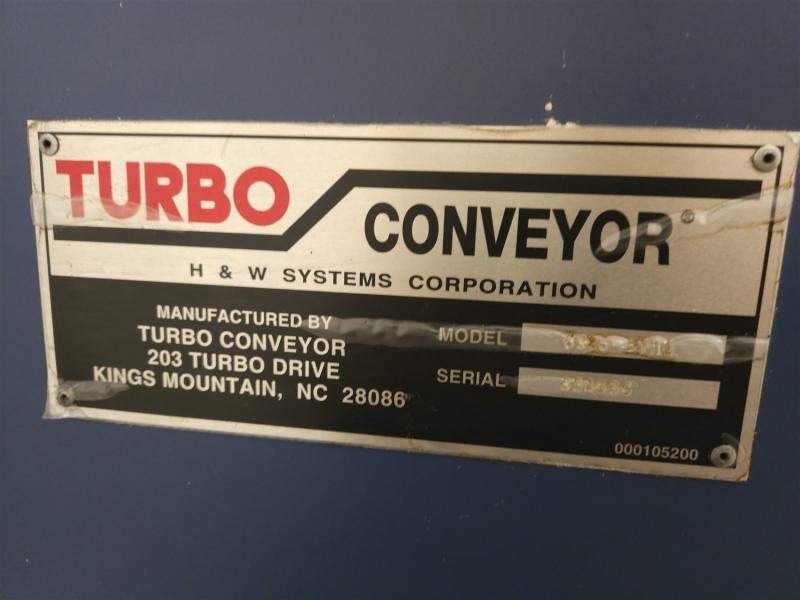 TURBO
CONVEYOR®
H & W SYSTEMS CORPORATION
MANUFACTURED BY
TURBO CONVEYOR
203 TURBO DRIVE
KINGS MOUNTAIN, NC 28086
MODEL
SERIAL
000105200